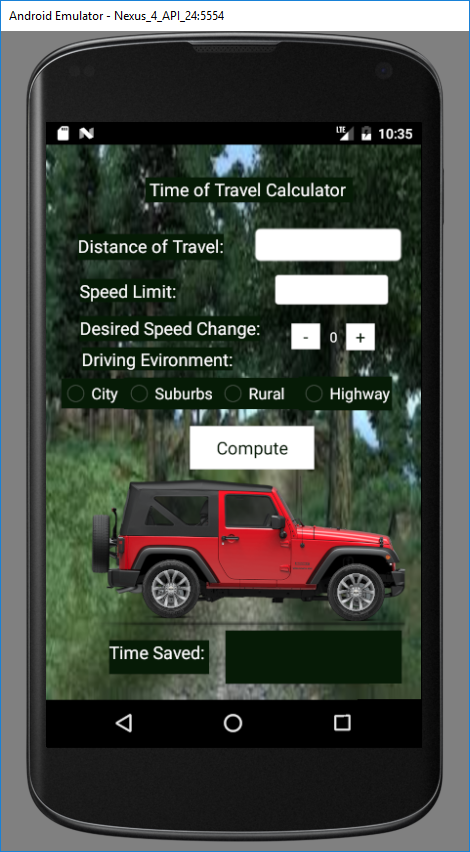 Android Emulator - Nexus_4_API_24:5554
LTE 10:35
Time of Travel Calculator
Distance of Travel:
Speed Limit:
Desired Speed Change: - 0 +
Driving Evironment:
City Suburbs Rural Highway
Compute
Time Saved: